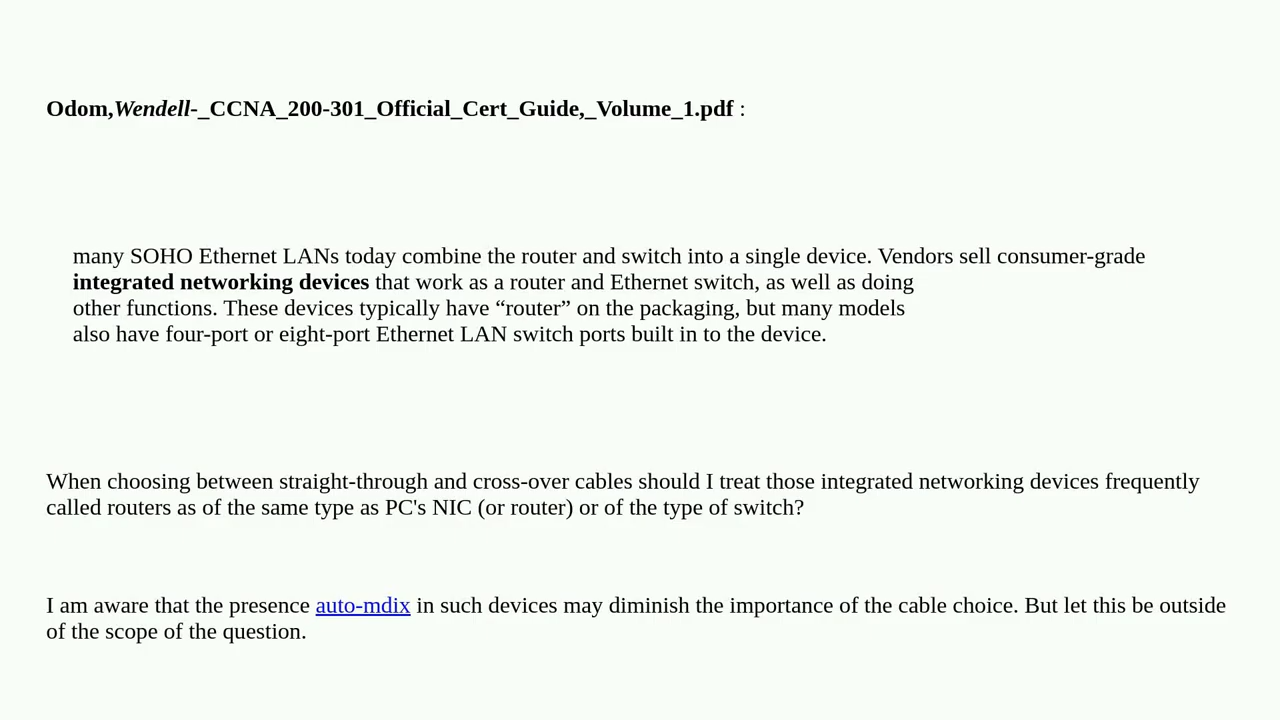 Odom,Wendell-_CCNA_200-301_Official_Cert_Guide,_Volume_1.pdf :
many SOHO Ethernet LANs today combine the router and switch into a single device. Vendors sell consumer-grade
integrated networking devices that work as a router and Ethernet switch, as well as doing
other functions. These devices typically have “router” on the packaging, but many models
also have four-port or eight-port Ethernet LAN switch ports built in to the device.
When choosing between straight-through and cross-over cables should I treat those integrated networking devices frequently
called routers as of the same type as PC's NIC (or router) or of the type of switch?
I am aware that the presence auto-mdix in such devices may diminish the importance of the cable choice. But let this be outside
of the scope of the question.